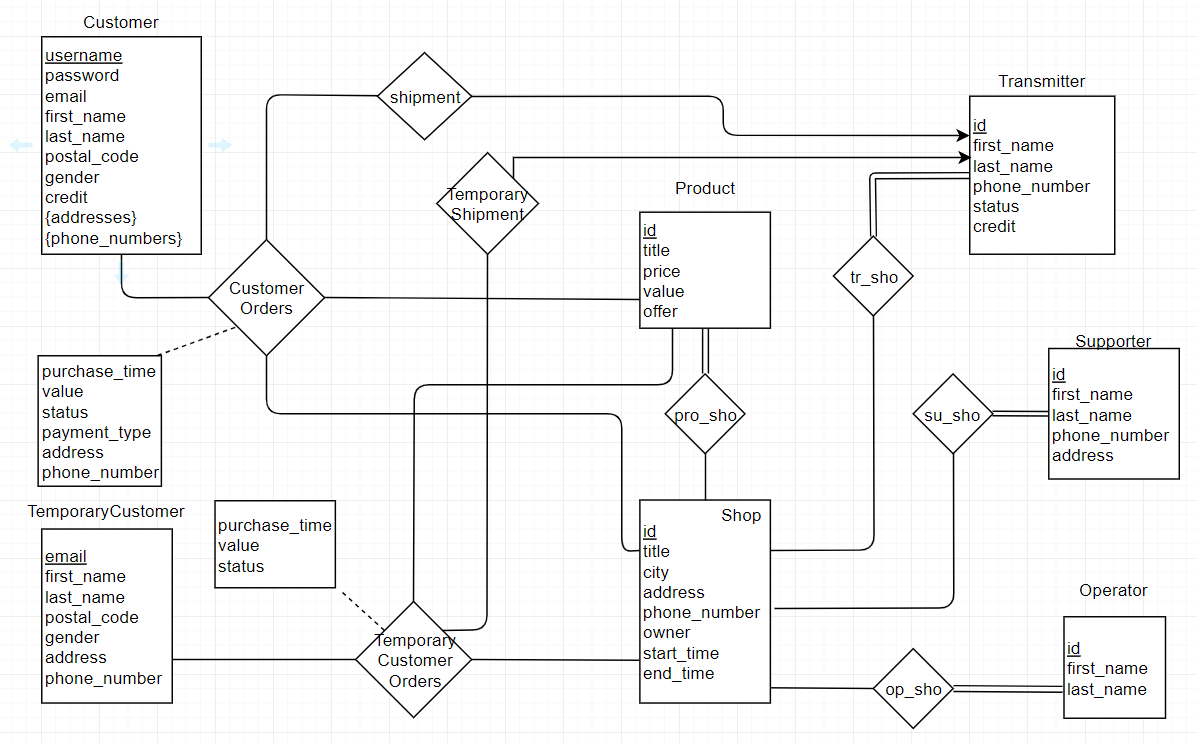 Customer
username
password
email
first_name
last_name
postal_code
gender
credit
{addresses}
{phone_numbers}
shipment
Transmitter
id
first_name
last_name
phone_number
status
credit
Temporary
Shipment
Product
id
title
price
value
offer
tr_sho
Customer
Orders
purchase_time
value
status
payment_type
address
phone_number
pro_sho
su_sho
Supporter
id
first_name
last_name
phone_number
address
TemporaryCustomer
email
first_name
last_name
postal_code
gender
address
phone_number
purchase_time
value
status
Temporary
Customer
Orders
Shop
id
title
city
address
phone_number
owner
start_time
end_time
op_sho
Operator
id
first_name
last_name